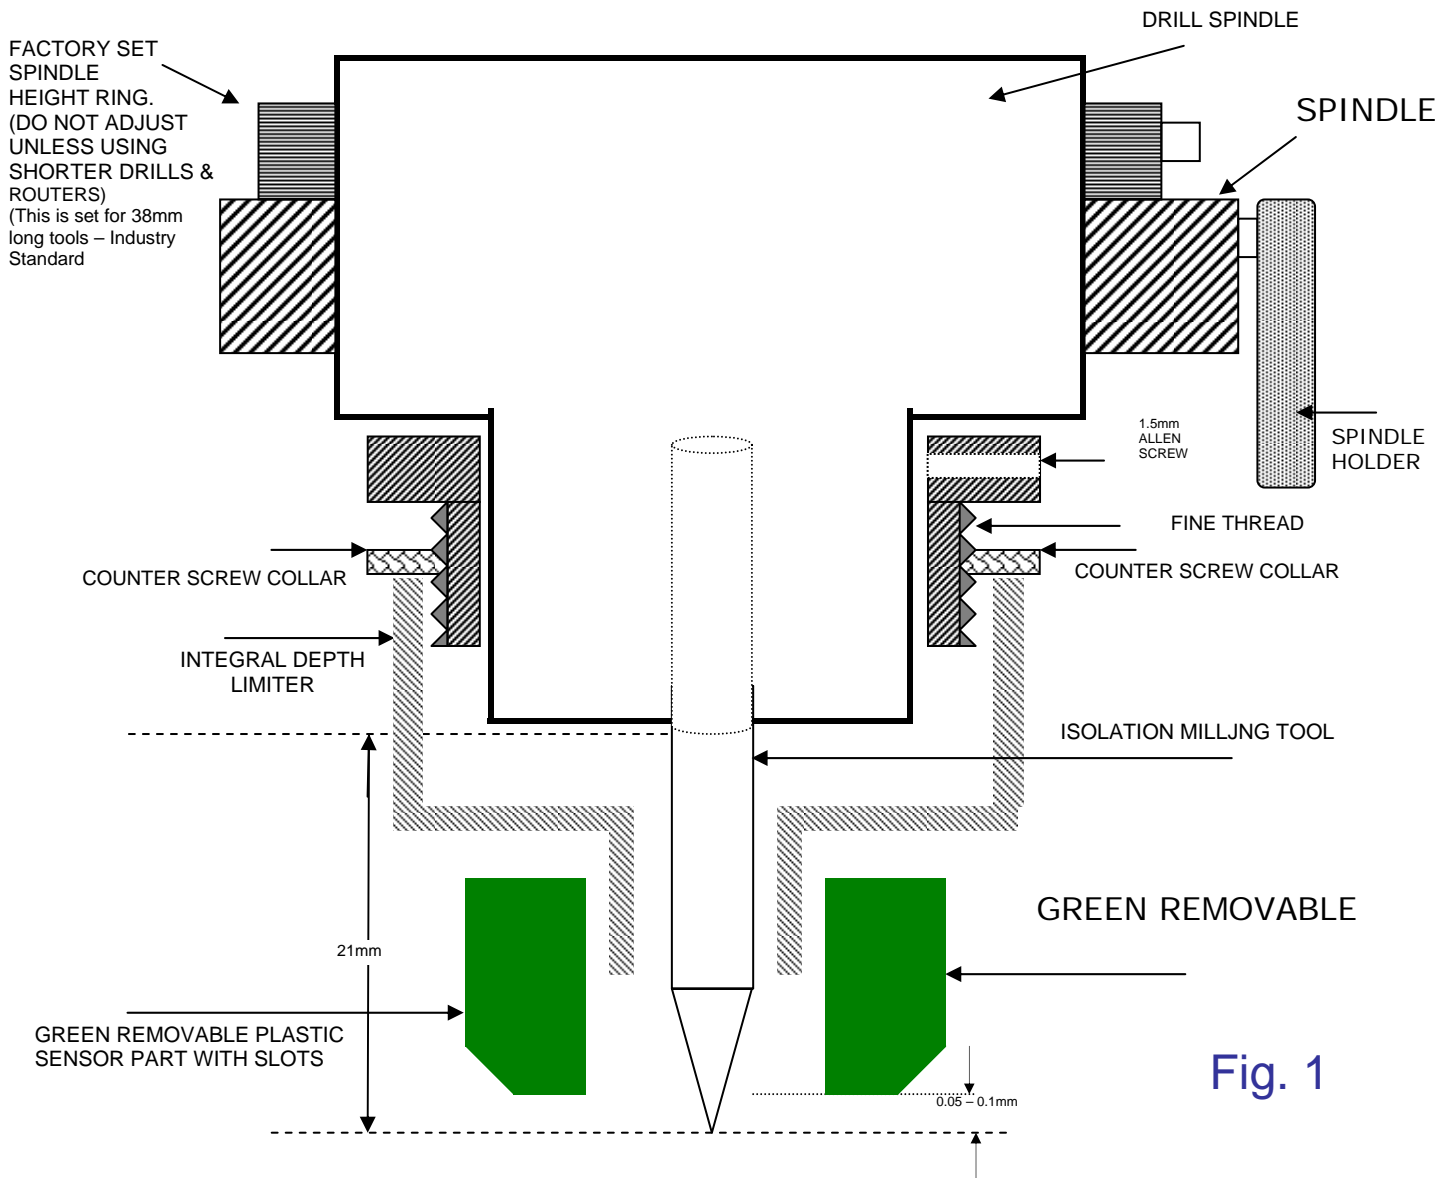 FACTORY SET
SPINDLE
HEIGHT RING.
(DO NOT ADJUST
UNLESS USING
SHORTER DRILLS &
ROUTERS)
(This is set for 38mm
long tools – Industry
Standard
DRILL SPINDLE
SPINDLE
1.5mm
ALLEN
SCREW
SPINDLE
HOLDER
FINE THREAD
COUNTER SCREW COLLAR
COUNTER SCREW COLLAR
INTEGRAL DEPTH
LIMITER
ISOLATION MILLJNG TOOL
21mm
GREEN REMOVABLE
GREEN REMOVABLE PLASTIC
SENSOR PART WITH SLOTS
0.05 – 0.1mm
Fig. 1